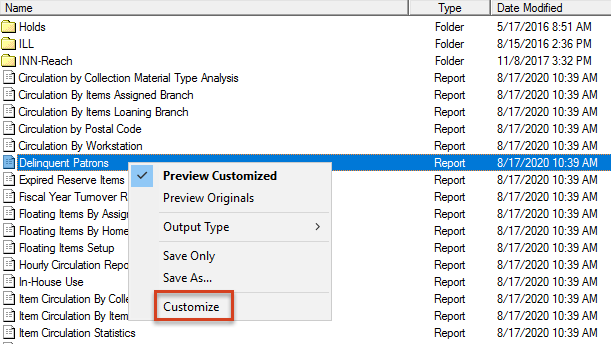 Name Type Date Modified
Holds Folder 5/17/2016 8:51 AM
ILL Folder 8/15/2016 2:36 PM
INN-Reach Folder 11/8/2017 3:32 PM
Circulation by Collection Material Type Analysis Report 8/17/2020 10:39 AM
Circulation By Items Assigned Branch Report 8/17/2020 10:39 AM
Circulation By Items Loaning Branch Report 8/17/2020 10:39 AM
Circulation by Postal Code Report 8/17/2020 10:39 AM
Circulation By Workstation Report 8/17/2020 10:39 AM
Delinquent Patrons Report 8/17/2020 10:39 AM
Expired Reserve Items Preview Customized Report 8/17/2020 10:39 AM
Fiscal Year Turnover R Preview Originals Report 8/17/2020 10:39 AM
Floating Items By Assig Report 8/17/2020 10:39 AM
Floating Items By Home Output Type Report 8/17/2020 10:39 AM
Floating Items Setup Report 8/17/2020 10:39 AM
Hourly Circulation Repo Save Only Report 8/17/2020 10:39 AM
In-House Use Save As... Report 8/17/2020 10:39 AM
Item Circulation By Colle Report 8/17/2020 10:39 AM
Item Circulation By Item Customize Report 8/17/2020 10:39 AM
Item Circulation Statistics Report 8/17/2020 10:39 AM